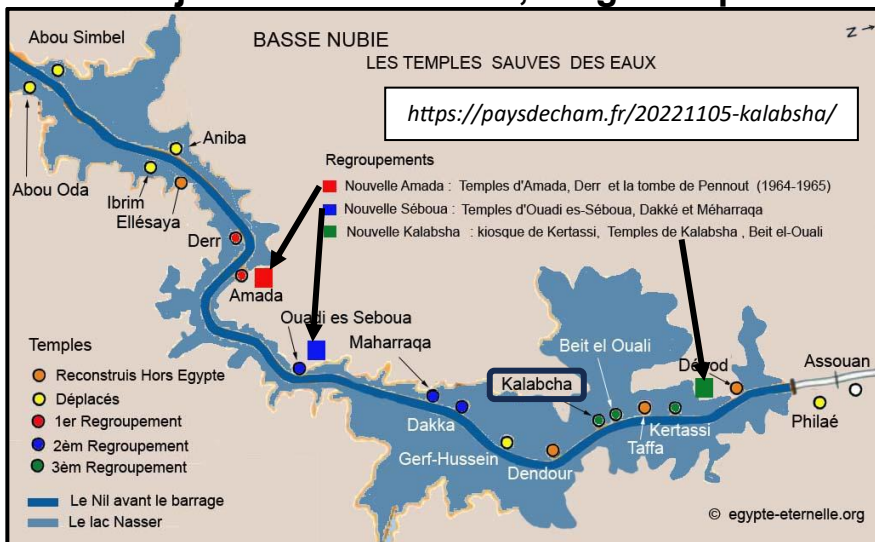 Abou Simbel
BASSE NUBIE
LES TEMPLES SAUVES DES EAUX
N
https://paysdecham.fr/20221105-kalabsha/
Aniba
Abou Oda
Ibrim
Ellésaya
Regroupements
Nouvelle Amada : Temples d'Amada, Derr et la tombe de Pennout (1964-1965)
Nouvelle Séboua : Temples d'Ouadi es-Séboua, Dakké et Méharraqa
Nouvelle Kalabsha : kiosque de Kertassi, Temples de Kalabsha , Beit el-Ouali
Derr
Amada
Ouadi es Seboua
Maharraqa
Beit el Ouali
Kalabcha
Assouan
Dakka
Gerf-Hussein
Dendour
Taffa
Kertassi
Philaé
Temples
Reconstruis Hors Egypte
Déplacés
1er Regroupement
2èm Regroupement
3èm Regroupement
Le Nil avant le barrage
Le lac Nasser
© egypte-eternelle.org